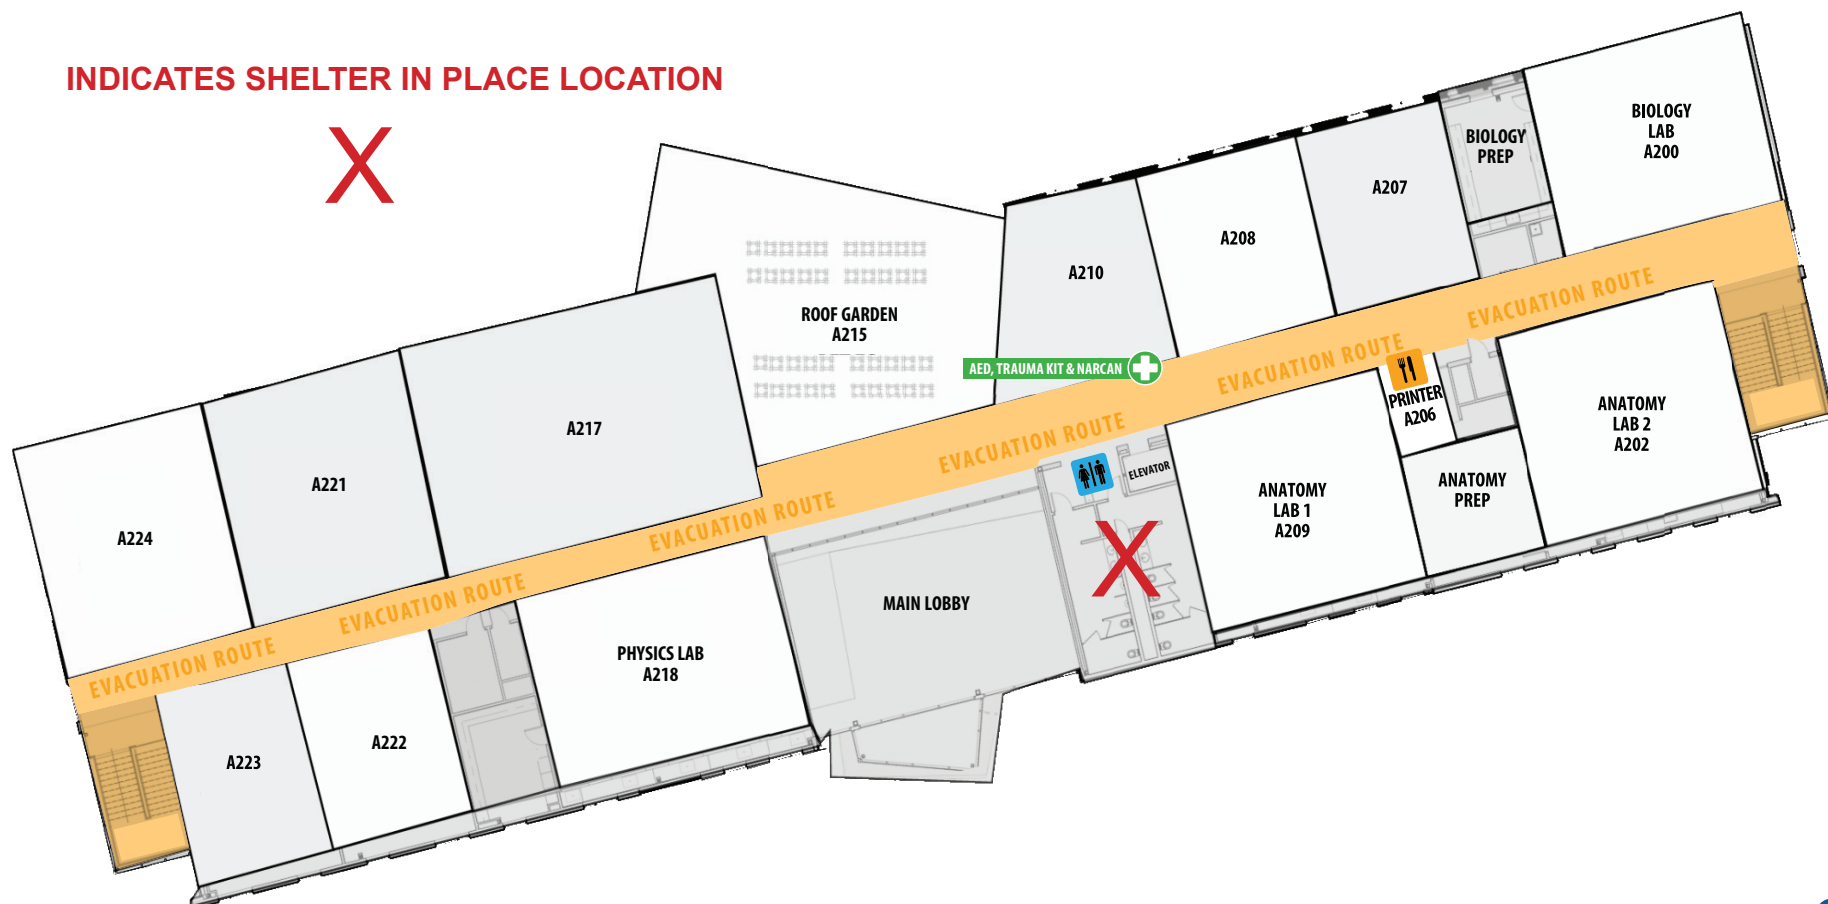 INDICATES SHELTER IN PLACE LOCATION
X
BIOLOGY
LAB
A200
BIOLOGY
PREP
A207
A208
A210
ROOF GARDEN
A215
AED, TRAUMA KIT & NARCAN
EVACUATION ROUTE
EVACUATION ROUTE
EVACUATION ROUTE
EVACUATION ROUTE
EVACUATION ROUTE
EVACUATION ROUTE
PRINTER
A206
ANATOMY
LAB 2
A202
A217
A221
A224
ELEVATOR
ANATOMY
LAB 1
A209
ANATOMY
PREP
X
MAIN LOBBY
PHYSICS LAB
A218
A222
A223